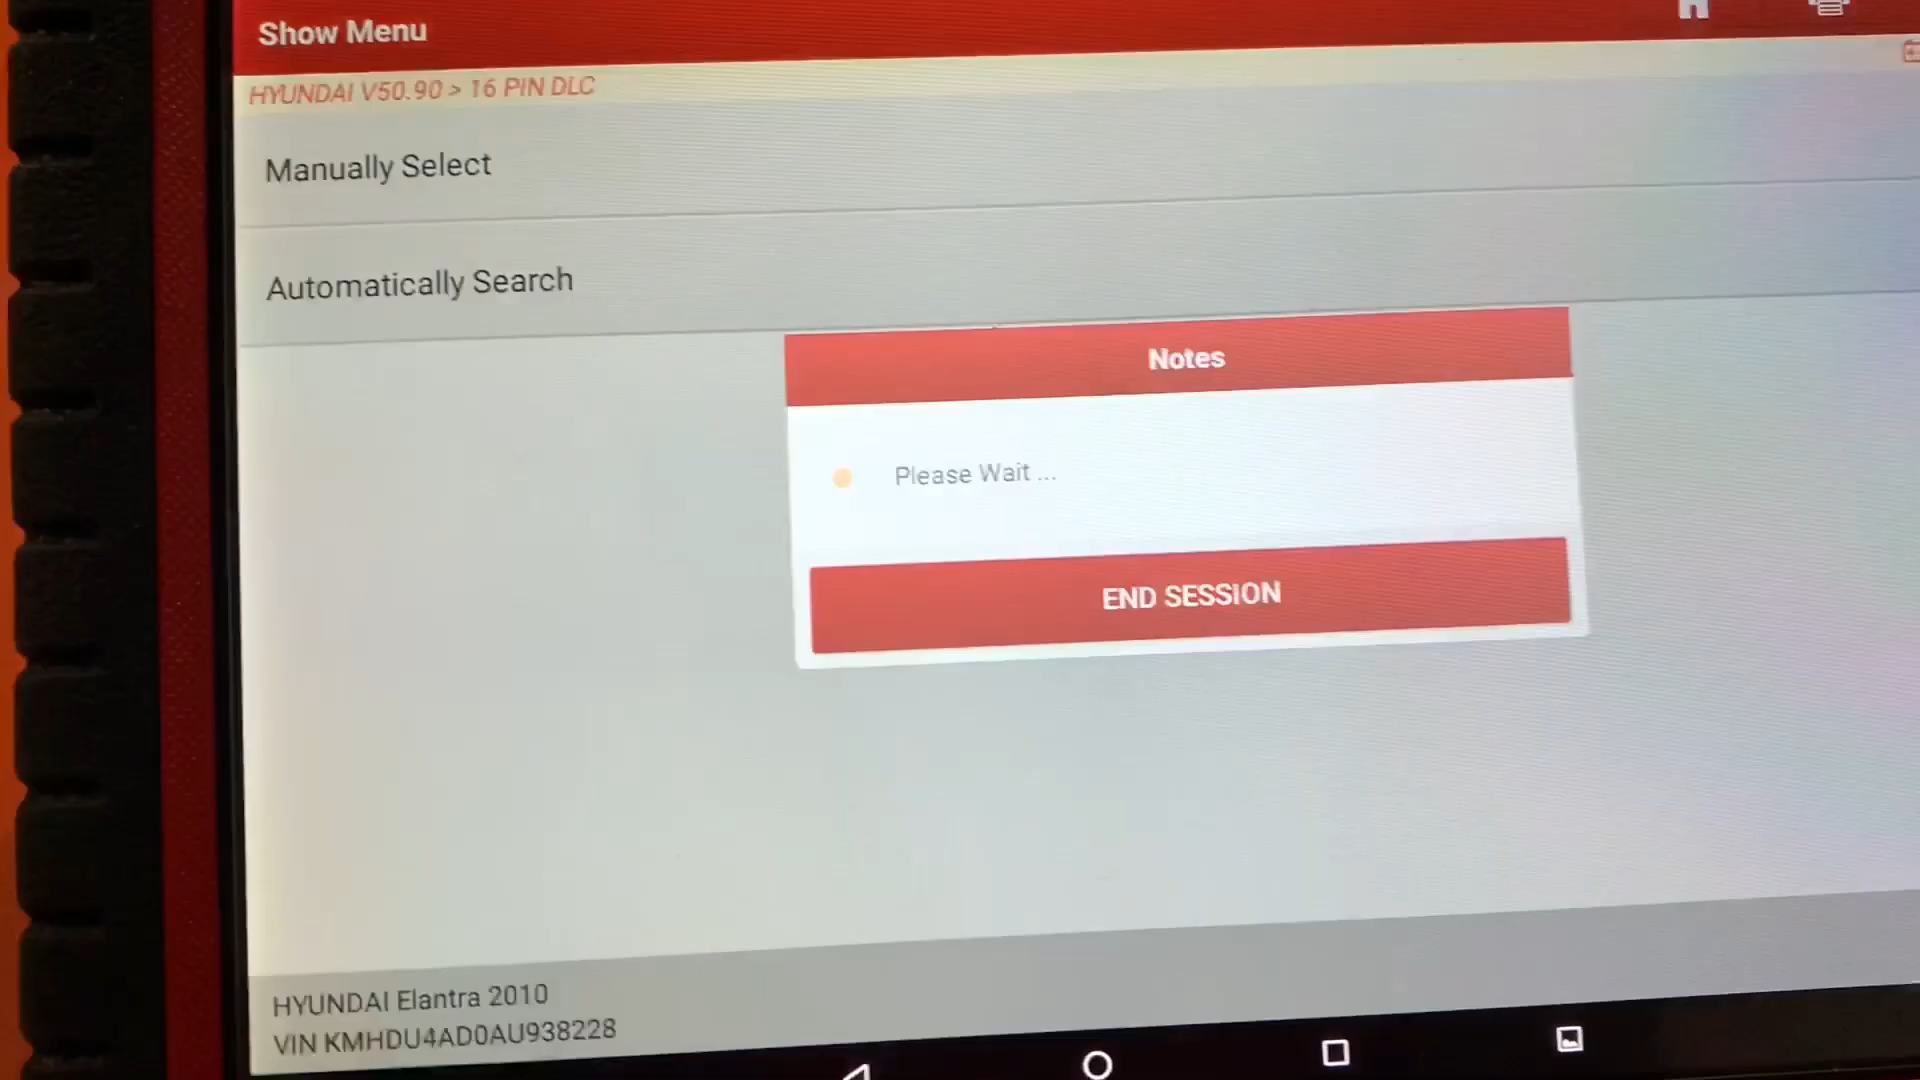 Show Menu
HYUNDAI V50.90 > 16 PIN DLC
Manually Select
Automatically Search
Notes
Please Wait ...
END SESSION
HYUNDAI Elantra 2010
VIN KMHDU4AD0AU938228